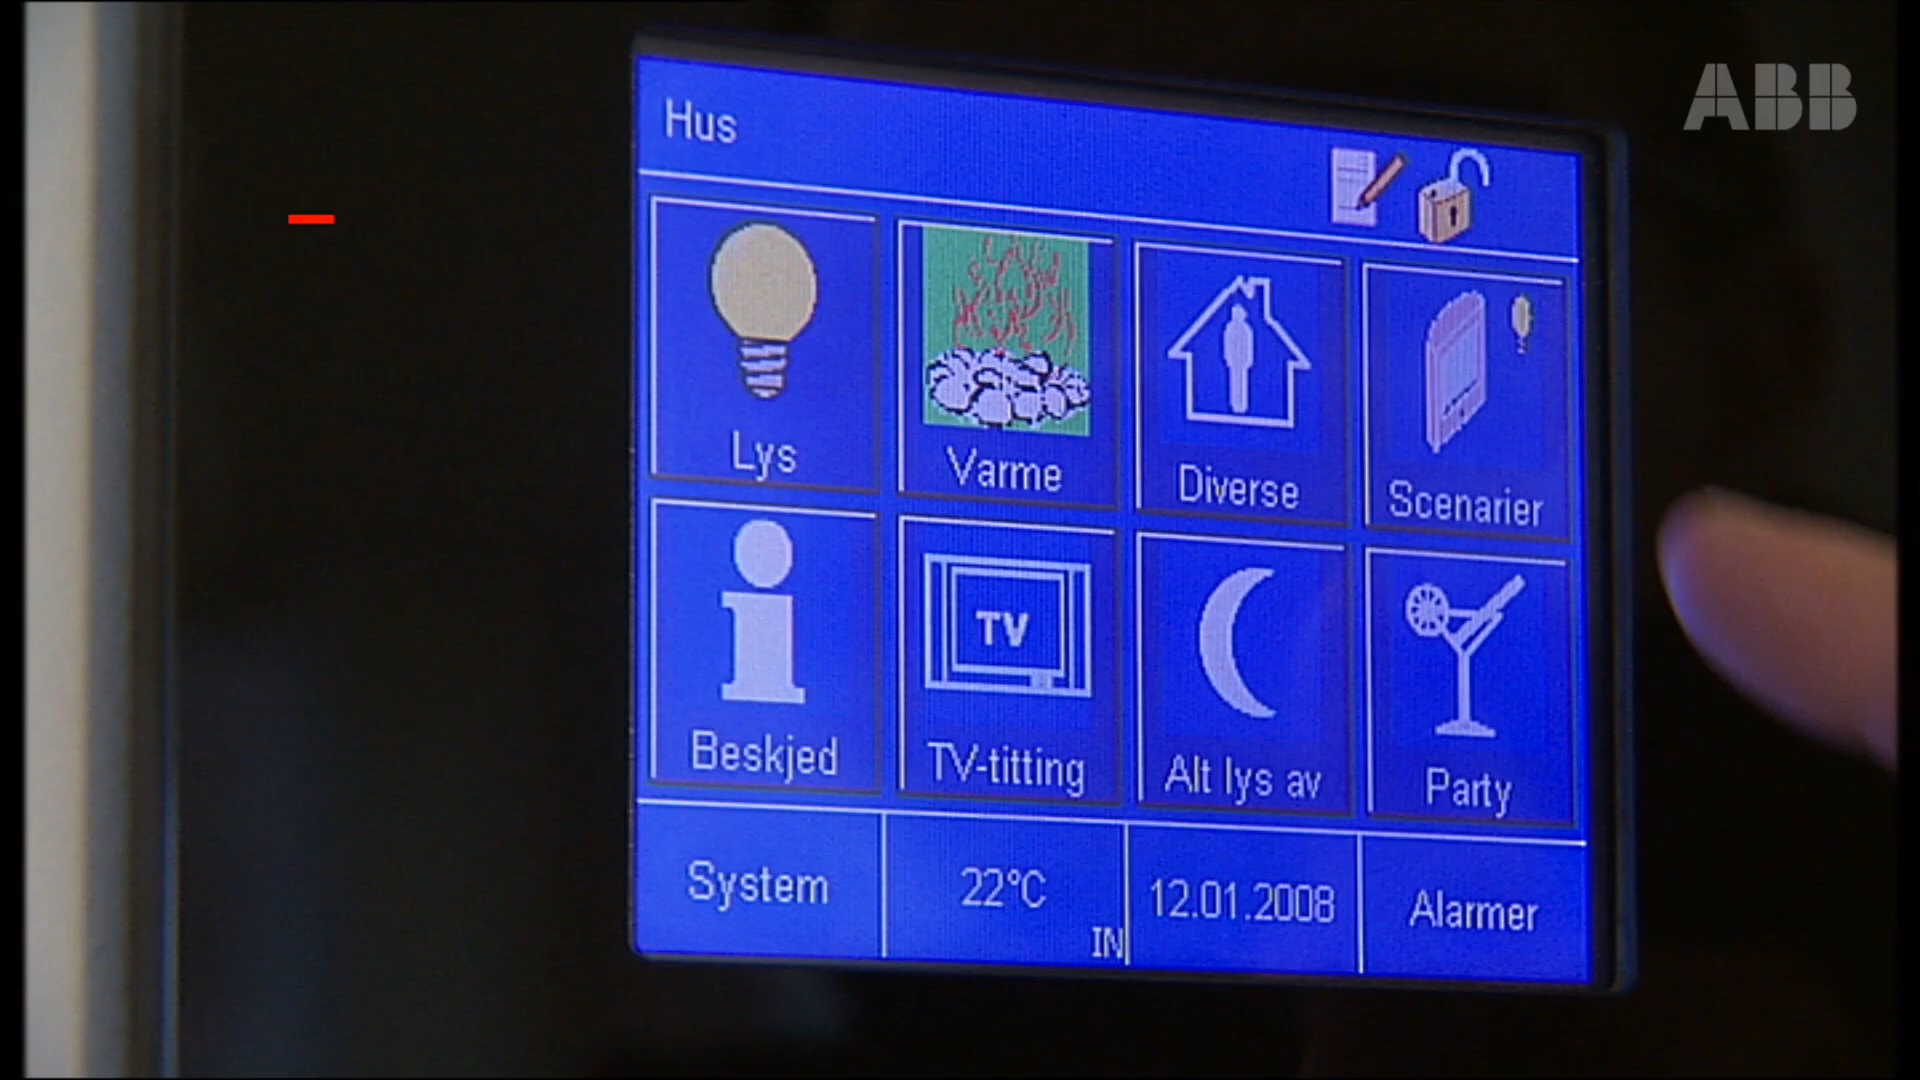 ABB
Hus
Lys
Varme
Diverse
Scenarier
TV
Beskjed
TV-titting
Alt lys av
Party
System
22°C
IN
12.01.2008
Alarmer